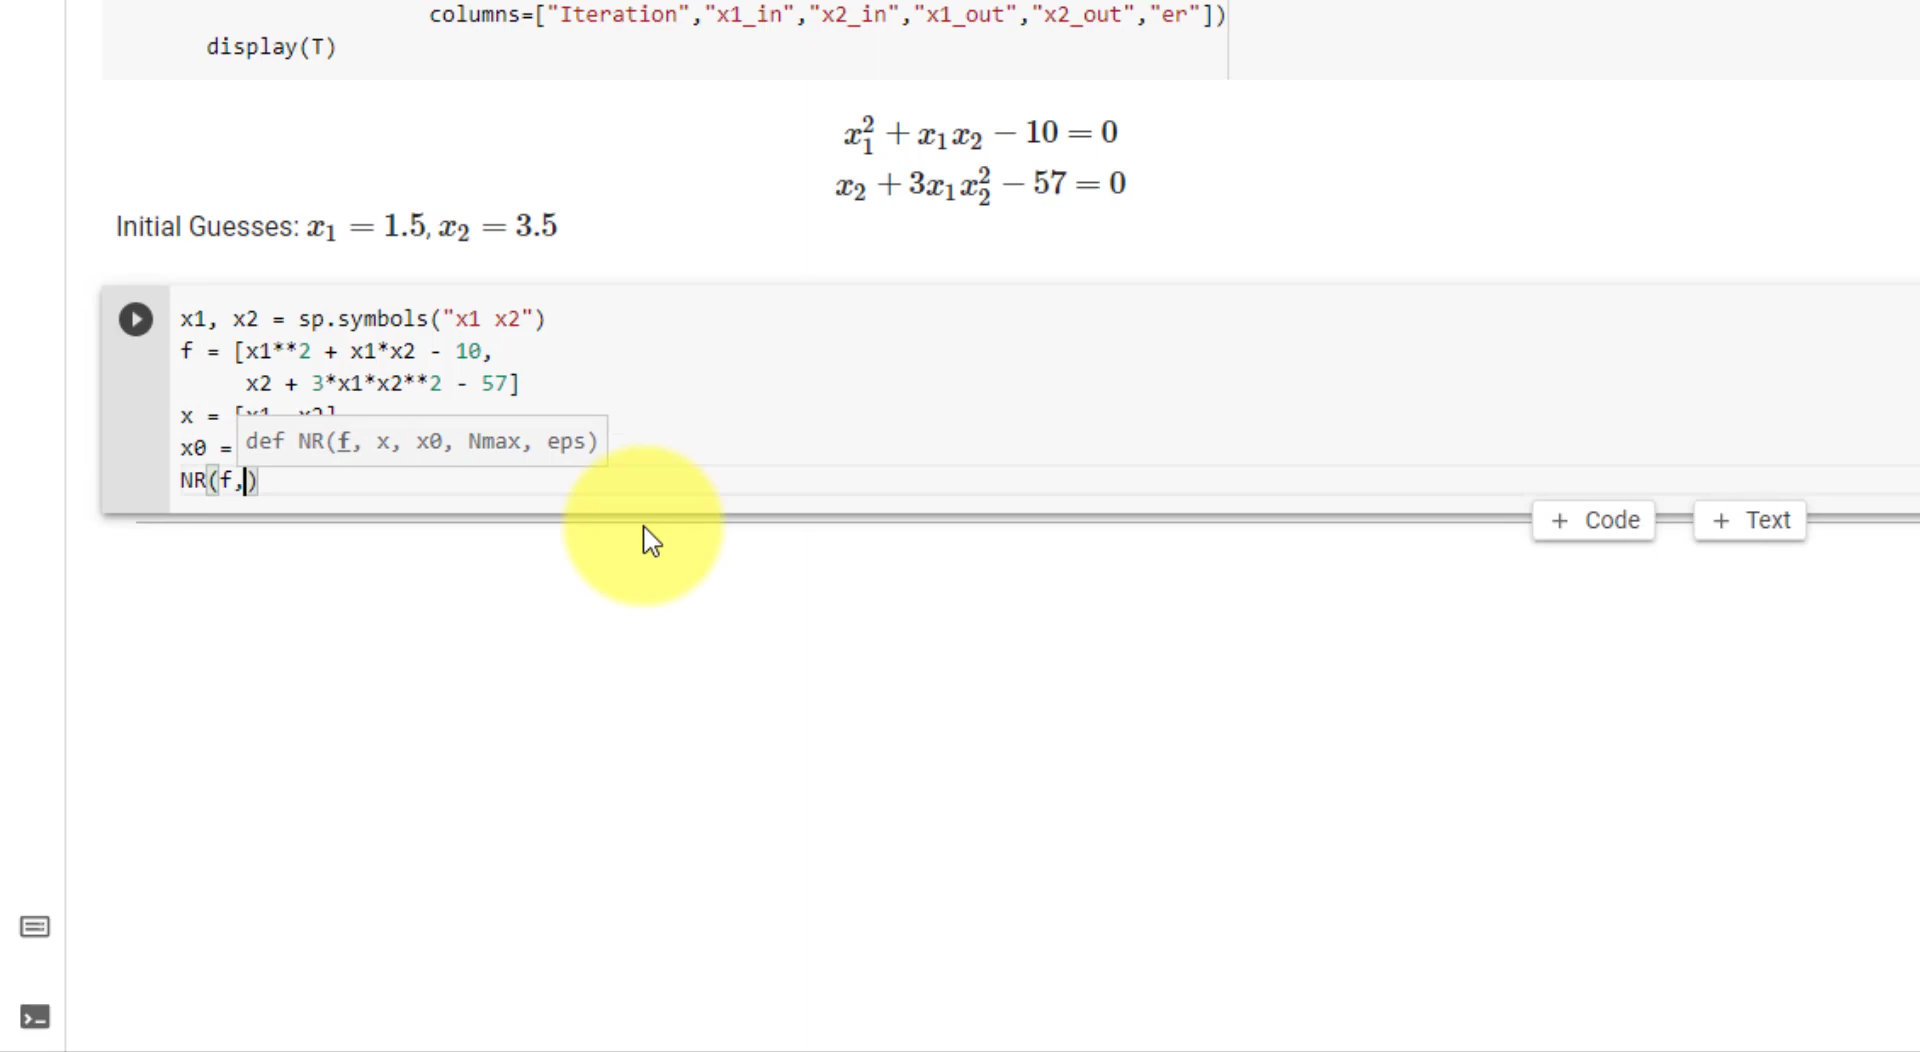 columns=["Iteration","x1_in","x2_in","x1_out","x2_out","er"])
display(T)
x₁² + x₁x₂ − 10 = 0
x₂ + 3x₁x₂² − 57 = 0
Initial Guesses: x₁ = 1.5, x₂ = 3.5
x1, x2 = sp.symbols("x1 x2")
f = [x1**2 + x1*x2 - 10,
x2 + 3*x1*x2**2 - 57]
x = [x1, x2]
x0 =
def NR(f, x, x0, Nmax, eps)
NR(f,)
+ Code
+ Text